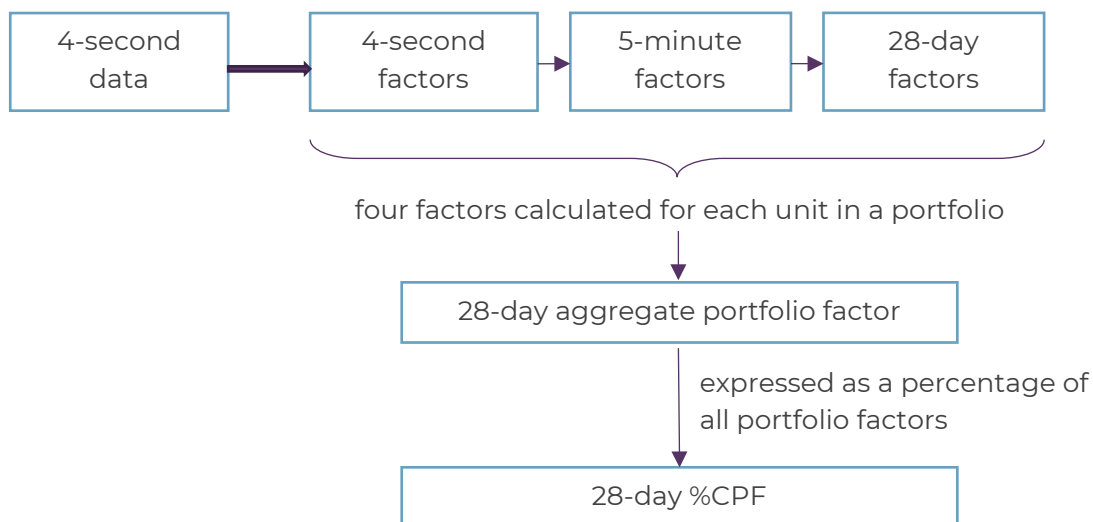 4-second
data
4-second
factors
5-minute
factors
28-day
factors
four factors calculated for each unit in a portfolio
28-day aggregate portfolio factor
expressed as a percentage of
all portfolio factors
28-day %CPF